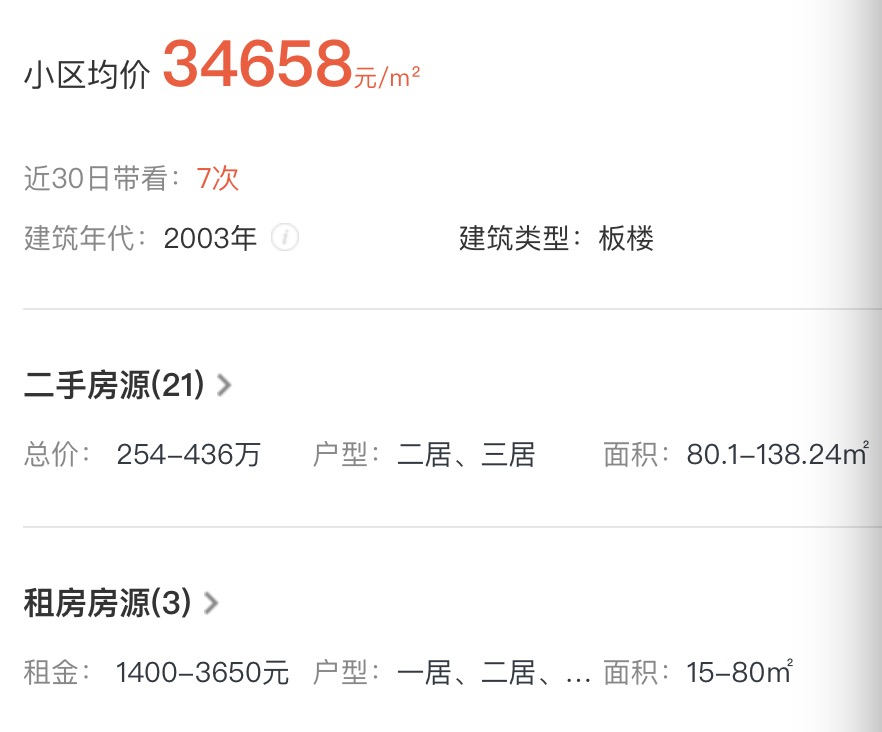 小区均价 34658元/m²
近30日带看：7次
建筑年代：2003年 建筑类型：板楼
二手房源(21)
总价：254-436万 户型：二居、三居 面积：80.1-138.24㎡
租房房源(3)
租金：1400-3650元 户型：一居、二居、... 面积：15-80㎡